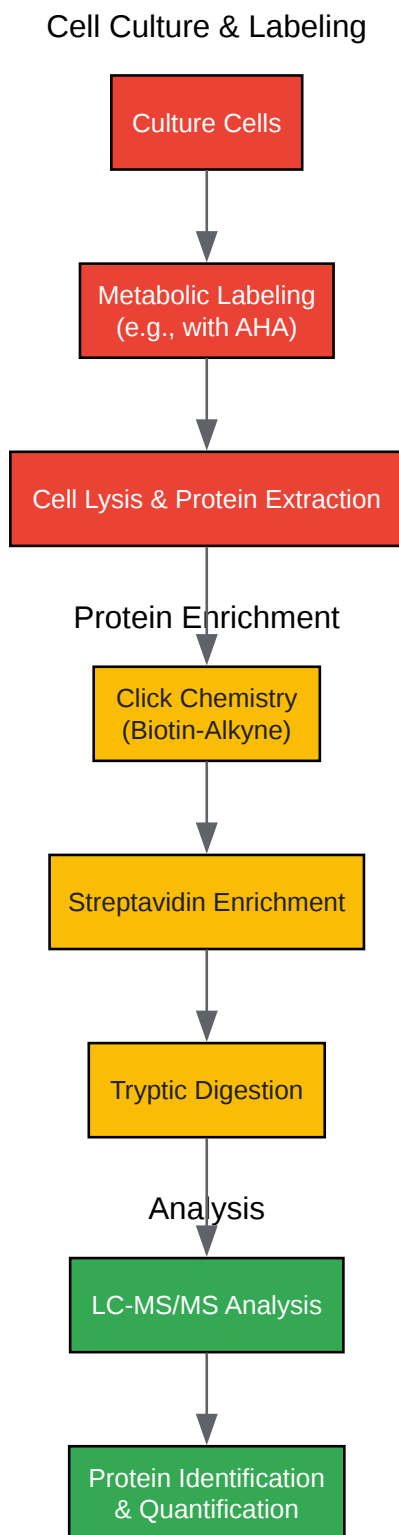 Cell Culture & Labeling
Culture Cells
Metabolic Labeling
(e.g., with AHA)
Cell Lysis & Protein Extraction
Protein Enrichment
Click Chemistry
(Biotin-Alkyne)
Streptavidin Enrichment
Tryptic Digestion
Analysis
LC-MS/MS Analysis
Protein Identification
& Quantification